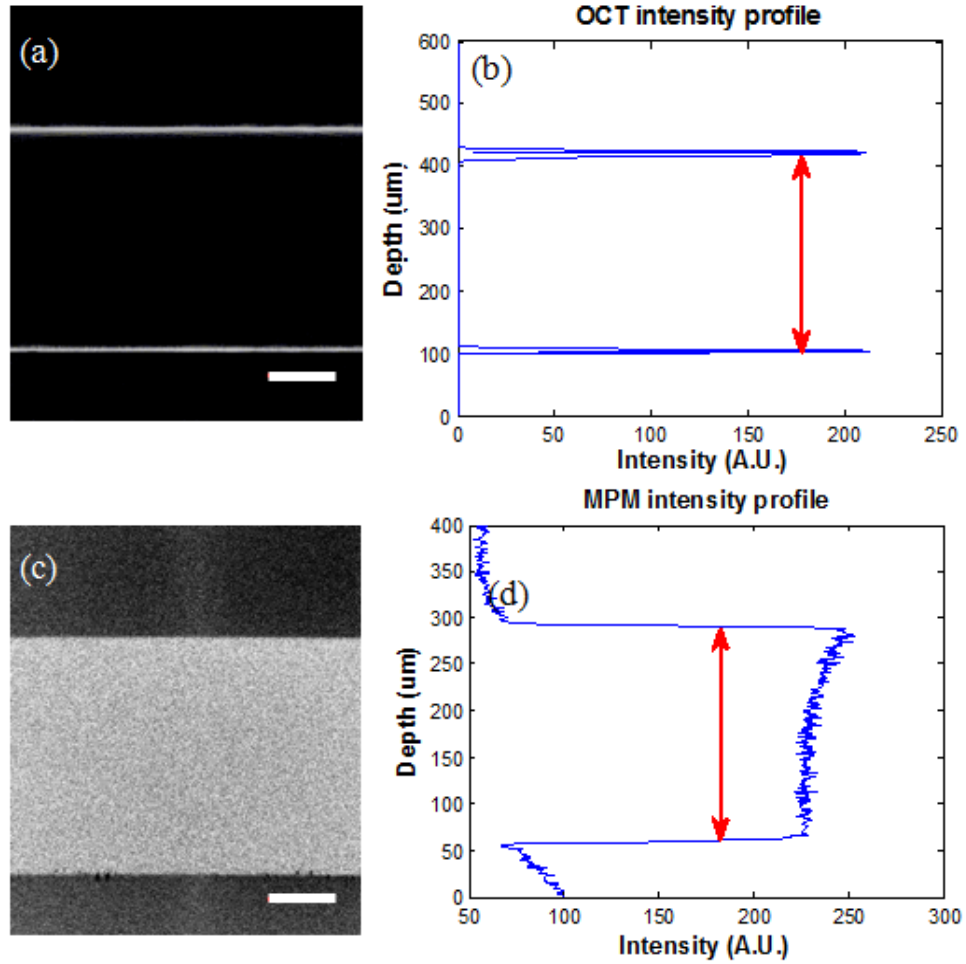 (a)
OCT intensity profile
(b)
600
500
400
300
200
100
0
Depth (um)
0 50 100 150 200 250
Intensity (A.U.)
(c)
MPM intensity profile
(d)
400
350
300
250
200
150
100
50
0
Depth (um)
50 100 150 200 250 300
Intensity (A.U.)